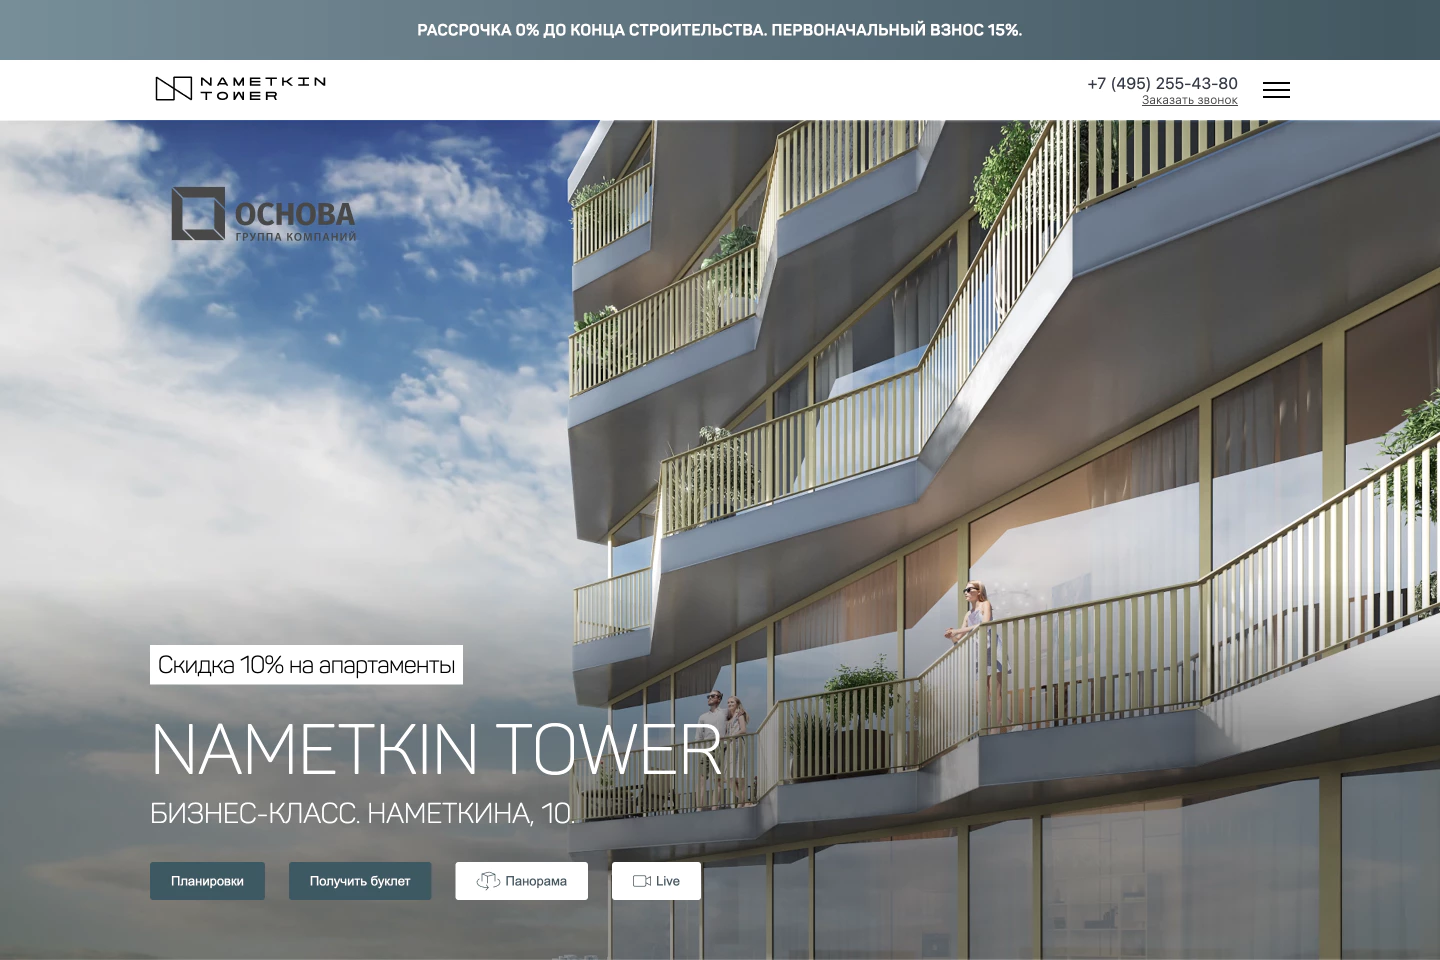 РАССРОЧКА 0% ДО КОНЦА СТРОИТЕЛЬСТВА. ПЕРВОНАЧАЛЬНЫЙ ВЗНОС 15%.
NAMETKIN
TOWER
+7 (495) 255-43-80
Заказать звонок
ОСНОВА
ГРУППА КОМПАНИЙ
Скидка 10% на апартаменты
NAMETKIN TOWER
БИЗНЕС-КЛАСС. НАМЕТКИНА, 10.
Планировки
Получить буклет
Панорама
Live